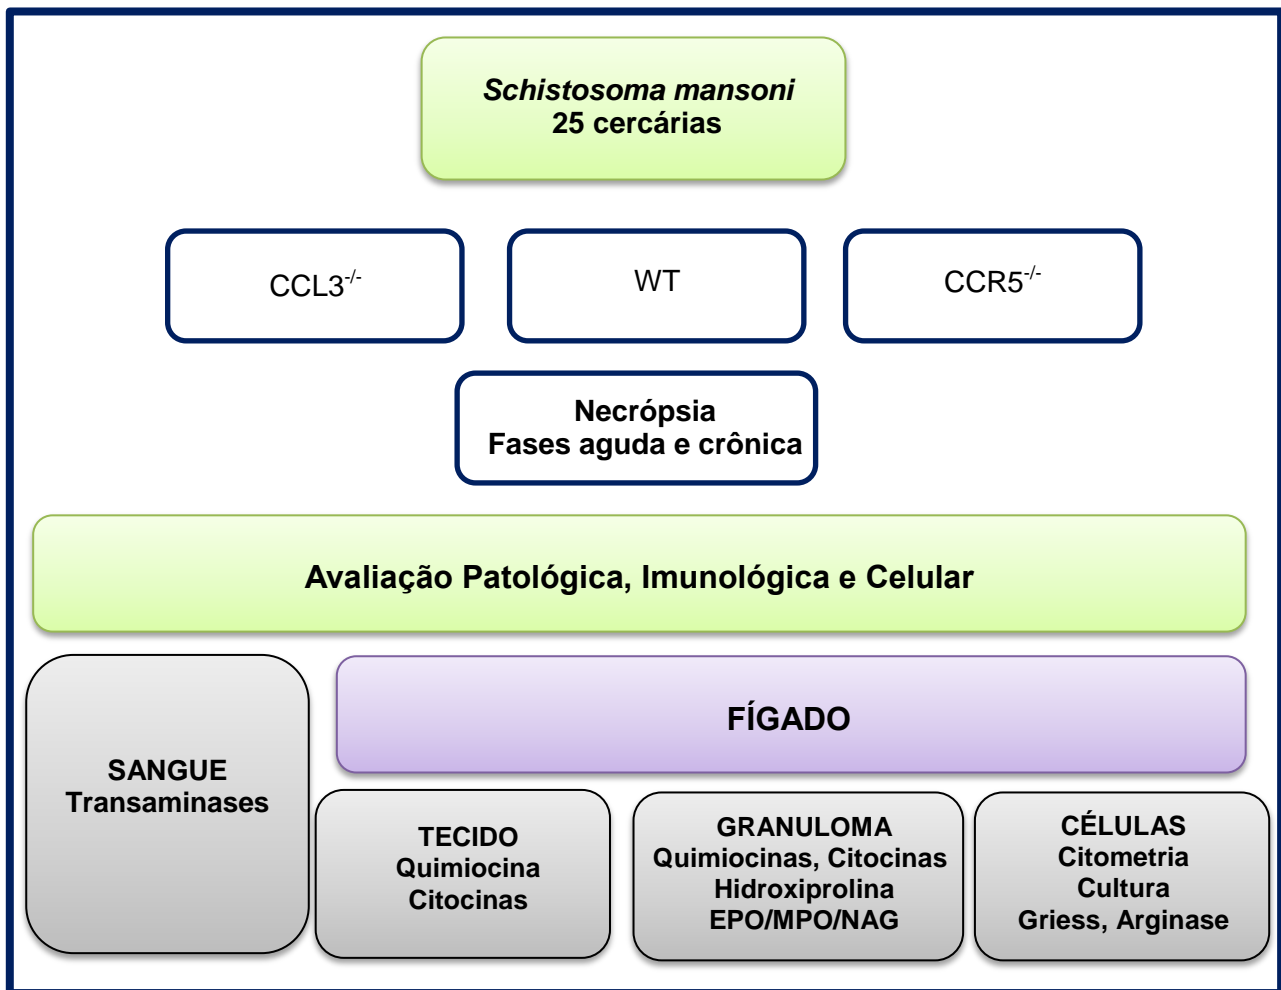 Schistosoma mansoni
25 cercárias
CCL3-/-
WT
CCR5-/-
Necrópsia
Fases aguda e crônica
Avaliação Patológica, Imunológica e Celular
SANGUE
Transaminases
FÍGADO
TECIDO
Quimiocina
Citocinas
GRANULOMA
Quimiocinas, Citocinas
Hidroxiprolina
EPO/MPO/NAG
CÉLULAS
Citometria
Cultura
Griess, Arginase